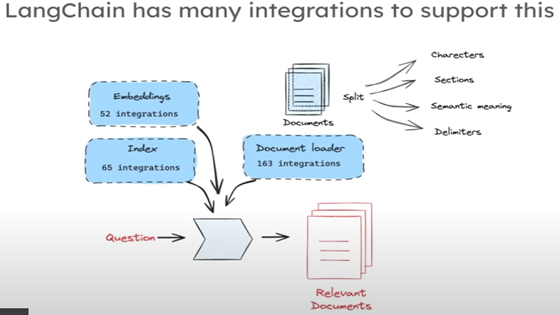 LangChain has many integrations to support this
Embeddings
52 integrations
Index
65 integrations
Documents
Split
Charecters
Sections
Semantic meaning
Delimiters
Document loader
163 integrations
Question
Relevant
Documents